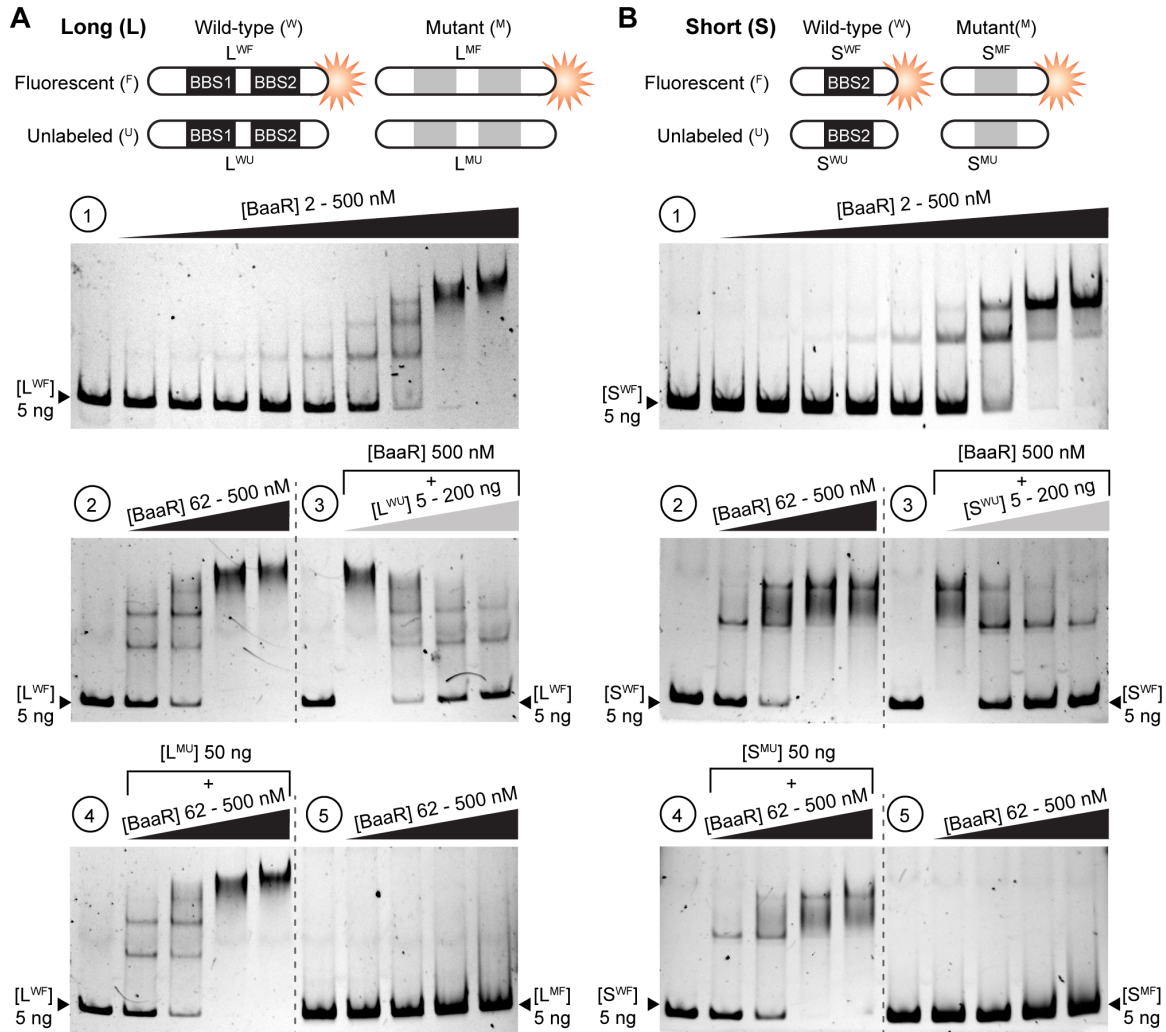 A Long (L) Wild-type (W) Mutant (M)
LWF LMF
Fluorescent (F) BBS1 BBS2
Unlabeled (U) BBS1 BBS2
LWU LMU
1 [BaaR] 2 - 500 nM
[LWF]
5 ng
[BaaR] 500 nM
+
2 [BaaR] 62 - 500 nM 3 [LWU] 5 - 200 ng
[LWF] [LWF]
5 ng 5 ng
[LMU] 50 ng
+
4 [BaaR] 62 - 500 nM 5 [BaaR] 62 - 500 nM
[LWF] [LMF]
5 ng 5 ng
B Short (S) Wild-type (W) Mutant(M)
SWF SMF
Fluorescent (F) BBS2
Unlabeled (U) BBS2
SWU SMU
1 [BaaR] 2 - 500 nM
[SWF]
5 ng
[BaaR] 500 nM
+
2 [BaaR] 62 - 500 nM 3 [SWU] 5 - 200 ng
[SWF] [SWF]
5 ng 5 ng
[SMU] 50 ng
+
4 [BaaR] 62 - 500 nM 5 [BaaR] 62 - 500 nM
[SWF] [SMF]
5 ng 5 ng